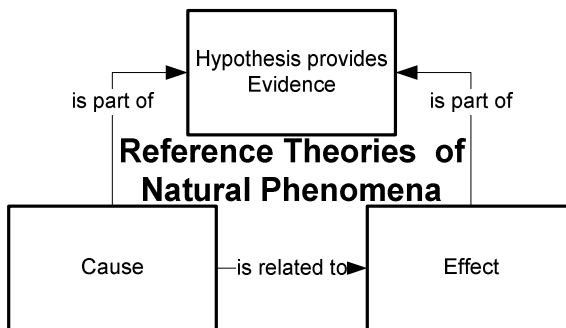 Hypothesis provides
Evidence
is part of
is part of
Reference Theories of
Natural Phenomena
Cause
is related to
Effect